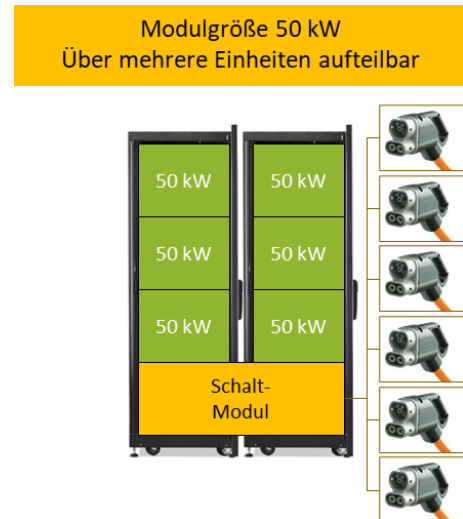 Modulgröße 50 kW
Über mehrere Einheiten aufteilbar
50 kW
50 kW
50 kW
50 kW
50 kW
50 kW
Schalt-
Modul